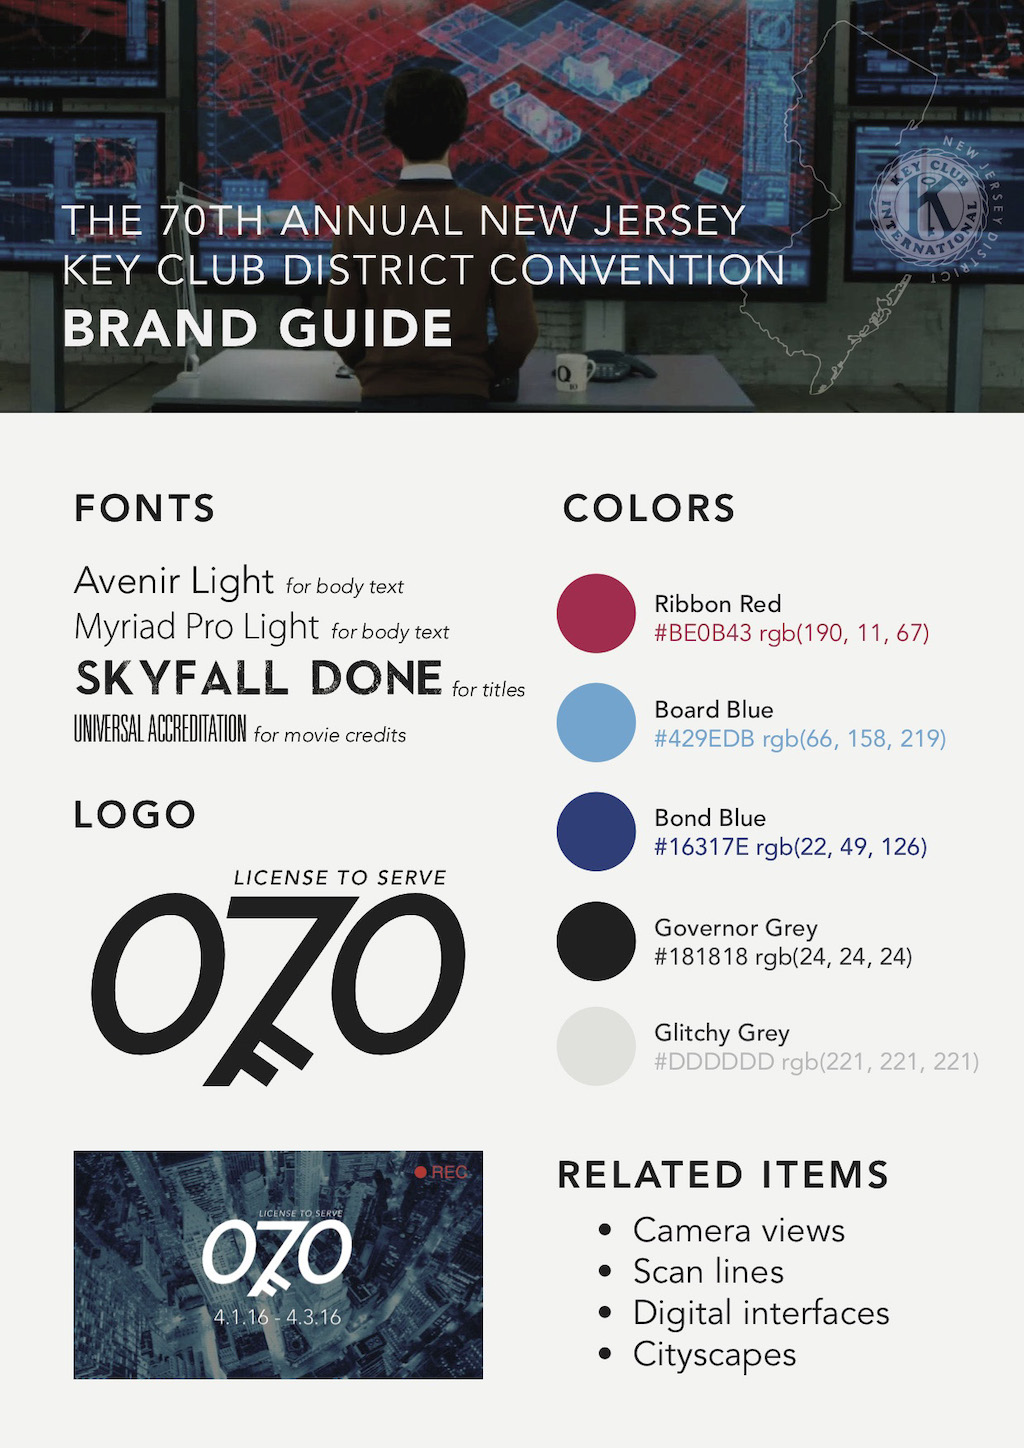 THE 70TH ANNUAL NEW JERSEY
KEY CLUB DISTRICT CONVENTION
BRAND GUIDE
KEY CLUB
INTERNATIONAL
K
NEW JERSEY DISTRICT
Q
10
FONTS
Avenir Light for body text
Myriad Pro Light for body text
SKYFALL DONE for titles
UNIVERSAL ACCREDITATION for movie credits
LOGO
LICENSE TO SERVE
070
REC
LICENSE TO SERVE
070
4.1.16 - 4.3.16
COLORS
Ribbon Red
#BE0B43 rgb(190, 11, 67)
Board Blue
#429EDB rgb(66, 158, 219)
Bond Blue
#16317E rgb(22, 49, 126)
Governor Grey
#181818 rgb(24, 24, 24)
Glitchy Grey
#DDDDDD rgb(221, 221, 221)
RELATED ITEMS
• Camera views
• Scan lines
• Digital interfaces
• Cityscapes